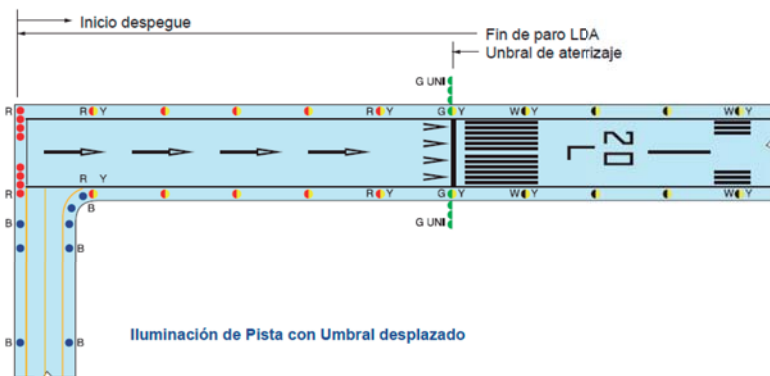 Inicio despegue
Fin de paro LDA
Unbral de aterrizaje
G UNI
R R Y R Y G Y W Y W Y
20
L
R R Y R Y G Y W Y W Y
R Y
B
B B
G UNI
B
Iluminación de Pista con Umbral desplazado
B B